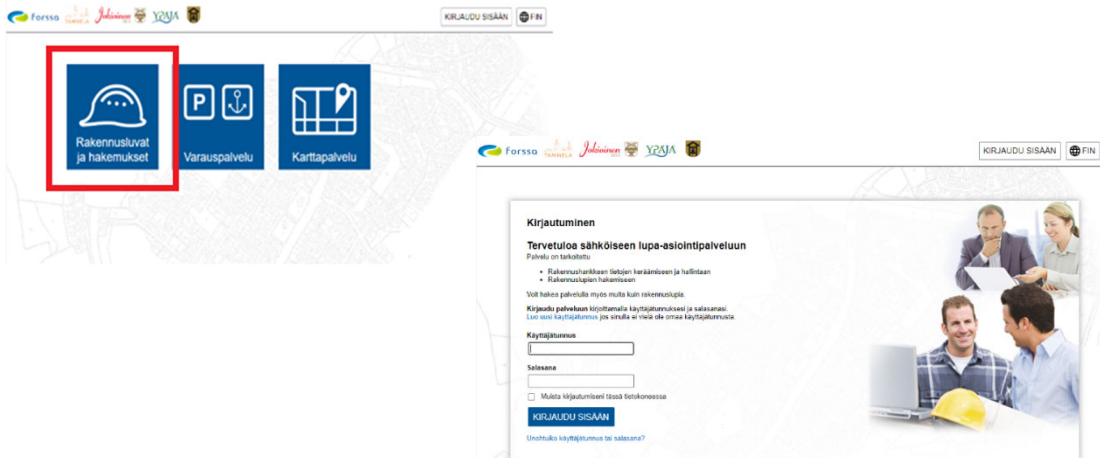 Forssa TAMMELA Jokioinen YPÄJÄ
KIRJAUDU SISÄÄN FIN
Rakennusluvat
ja hakemukset
P
Varauspalvelu
Karttapalvelu
Forssa TAMMELA Jokioinen YPÄJÄ
KIRJAUDU SISÄÄN FIN
Kirjautuminen
Tervetuloa sähköiseen lupa-asiointipalveluun
Palvelu on tarkoitettu
• Rakennushankkeen tietojen keräämiseen ja hallintaan
• Rakennuslupien hakemiseen
Voit hakea palvelulla myös muita kuin rakennuslupia.
Kirjaudu palveluun kirjoittamalla käyttäjätunnuksesi ja salasanasi.
Luo uusi käyttäjätunnus jos sinulla ei vielä ole omaa käyttäjätunnusta.
Käyttäjätunnus
Salasana
Muista kirjautumiseni tässä tietokoneessa
KIRJAUDU SISÄÄN
Unohtuiko käyttäjätunnus tai salasana?